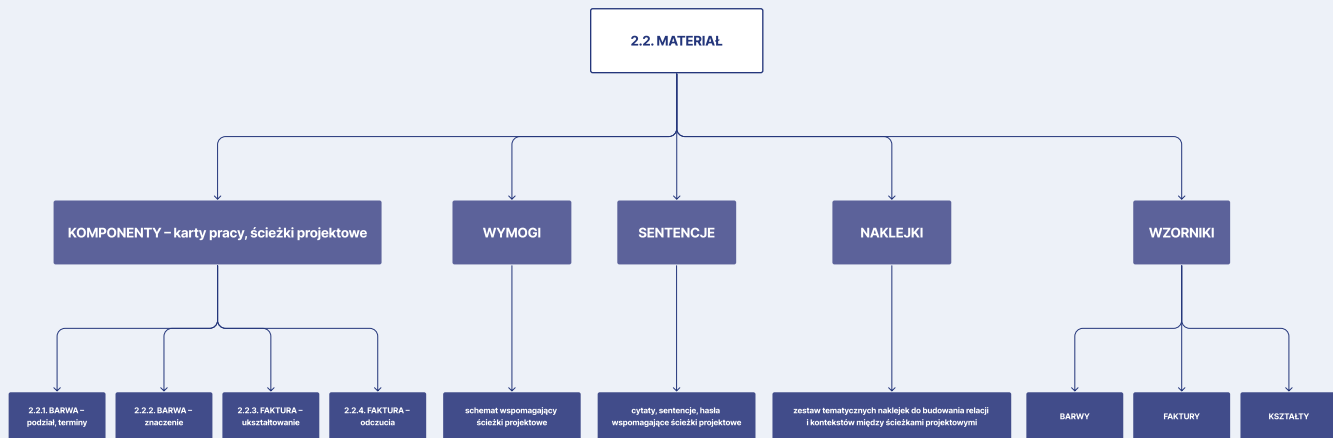 2.2. MATERIAŁ
KOMPONENTY – karty pracy, ścieżki projektowe
WYMOGI
SENTENCJE
NAKLEJKI
WZORNIKI
2.2.1. BARWA –
podział, terminy
2.2.2. BARWA –
znaczenie
2.2.3. FAKTURA –
ukształtowanie
2.2.4. FAKTURA –
odczucia
schemat wspomagający
ścieżki projektowe
cytaty, sentencje, hasła
wspomagające ścieżki projektowe
zestaw tematycznych naklejek do budowania relacji
i kontekstów między ścieżkami projektowymi
BARWY
FAKTURY
KSZTAŁTY